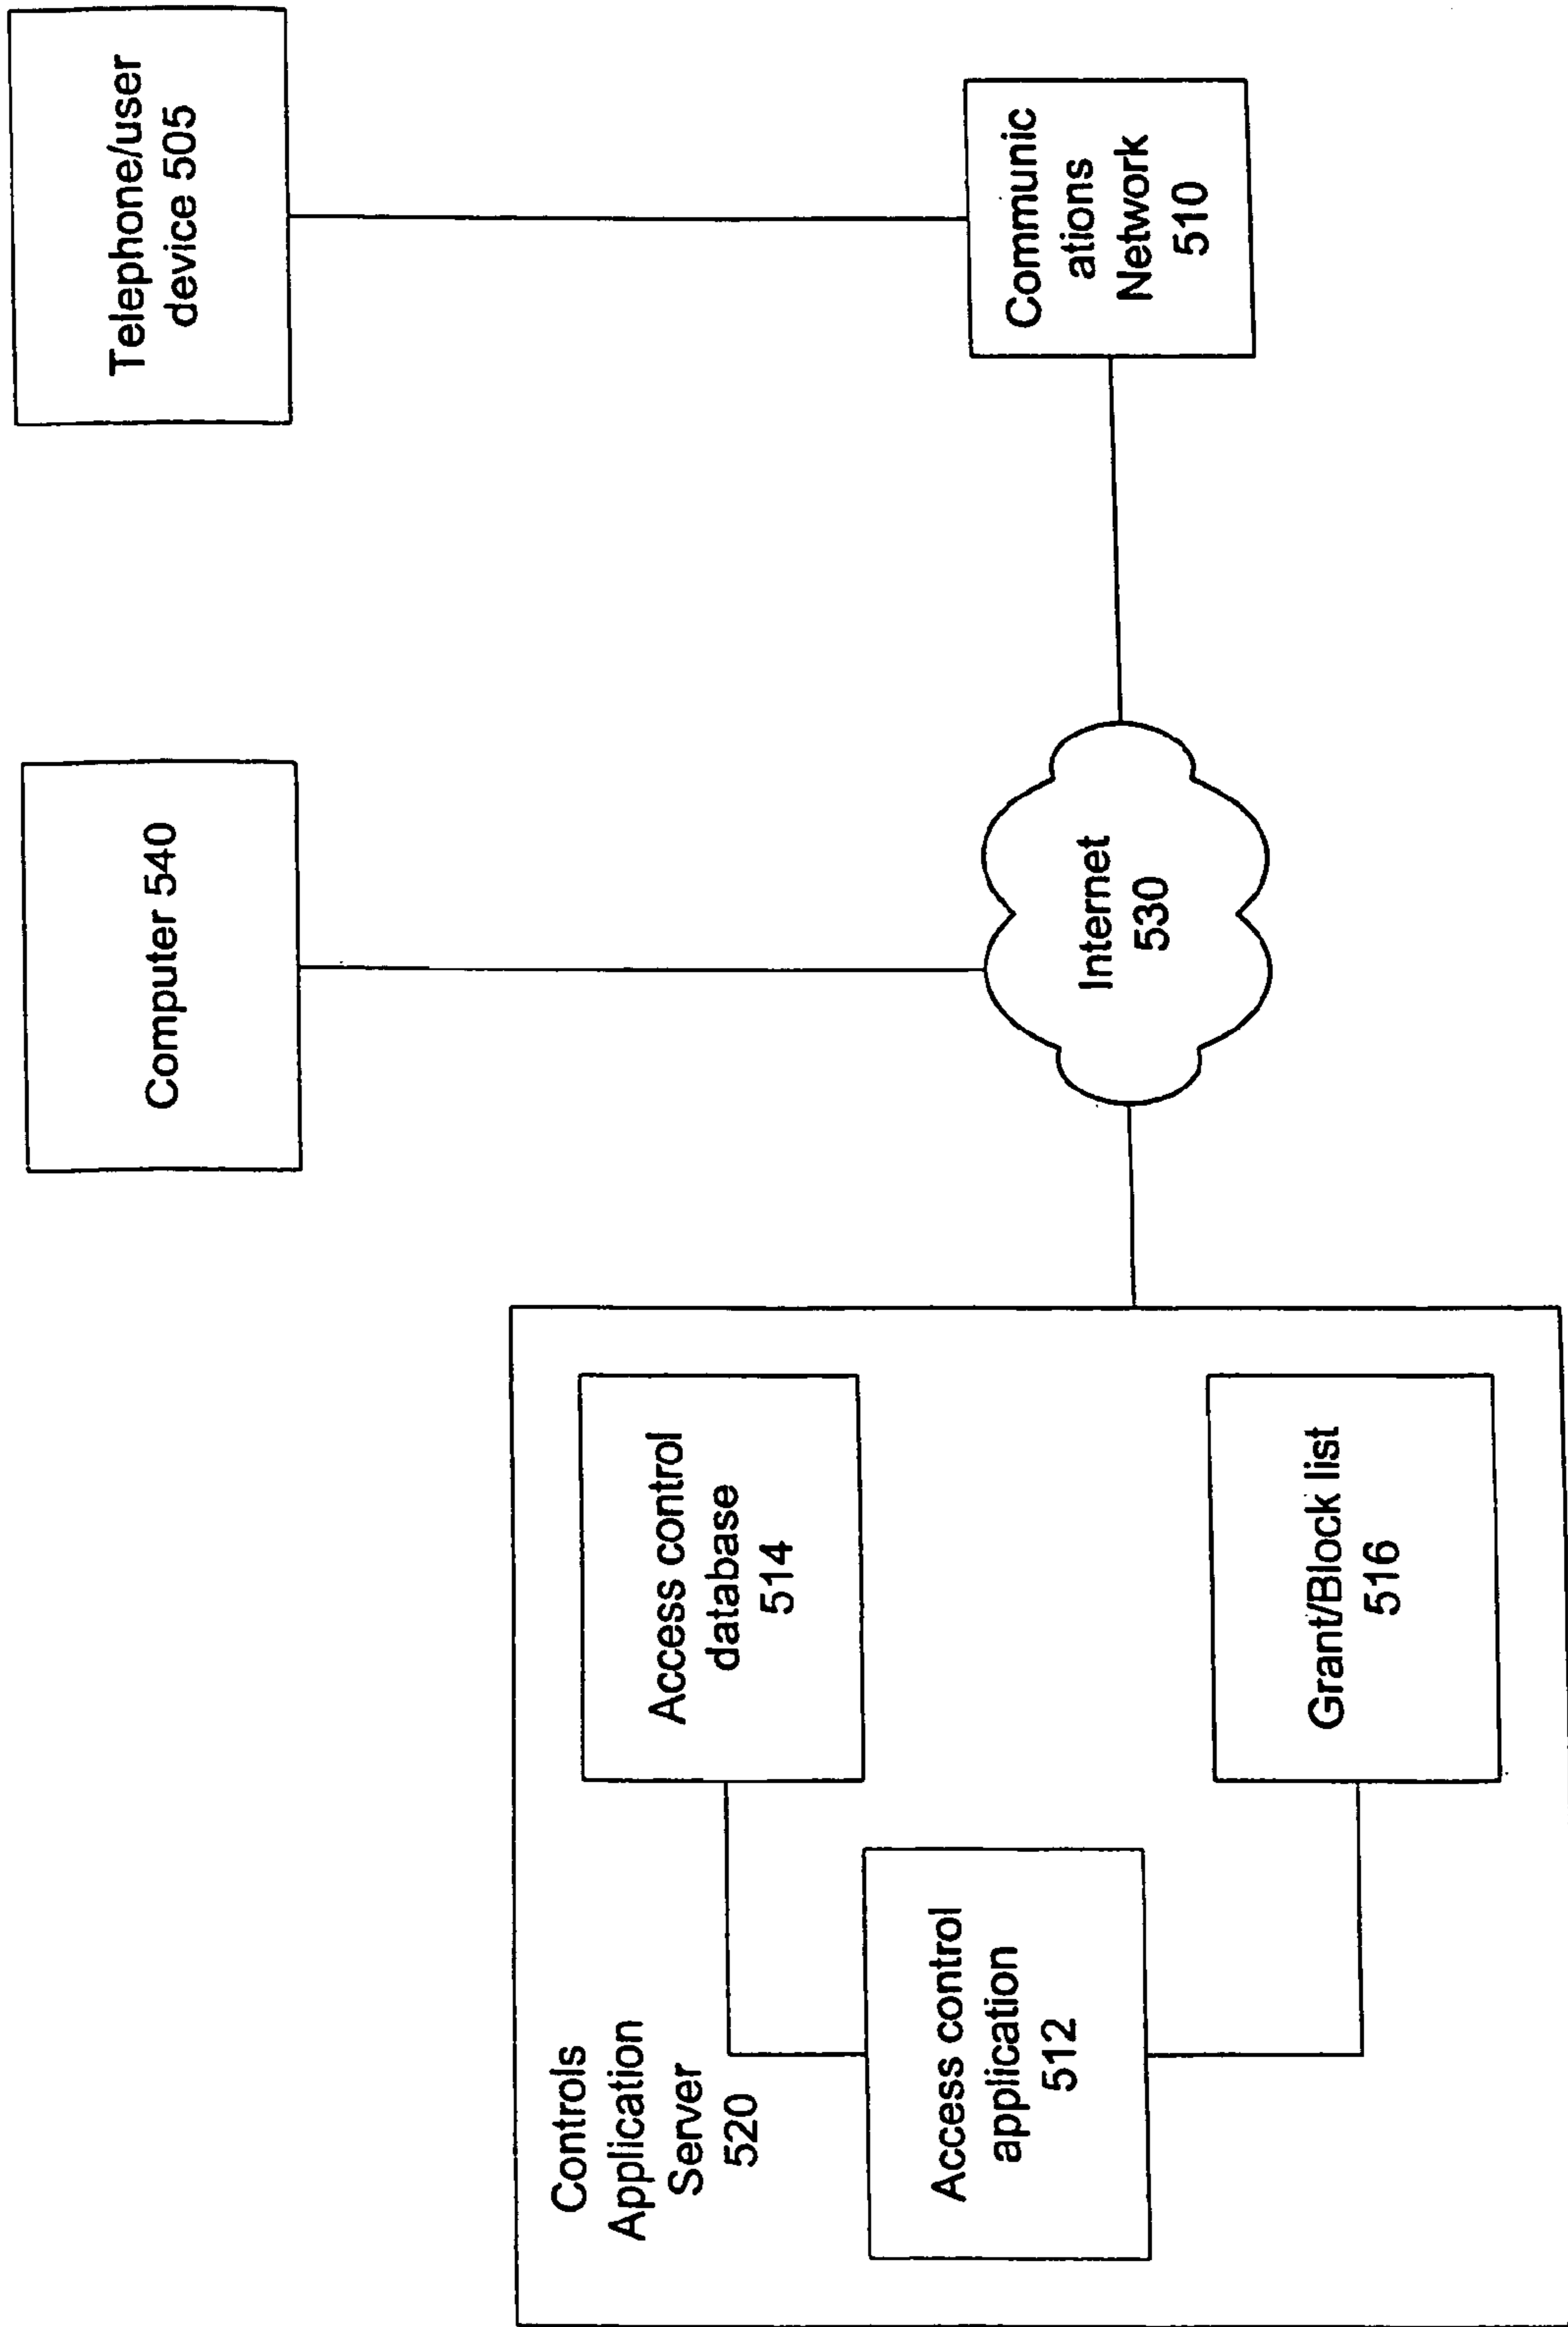 Controls
Application
Server
520
Access control
application
512
Access control
database
514
Grant/Block list
516
Computer 540
Internet
530
Telephone/user
device 505
Communic
ations
Network
510